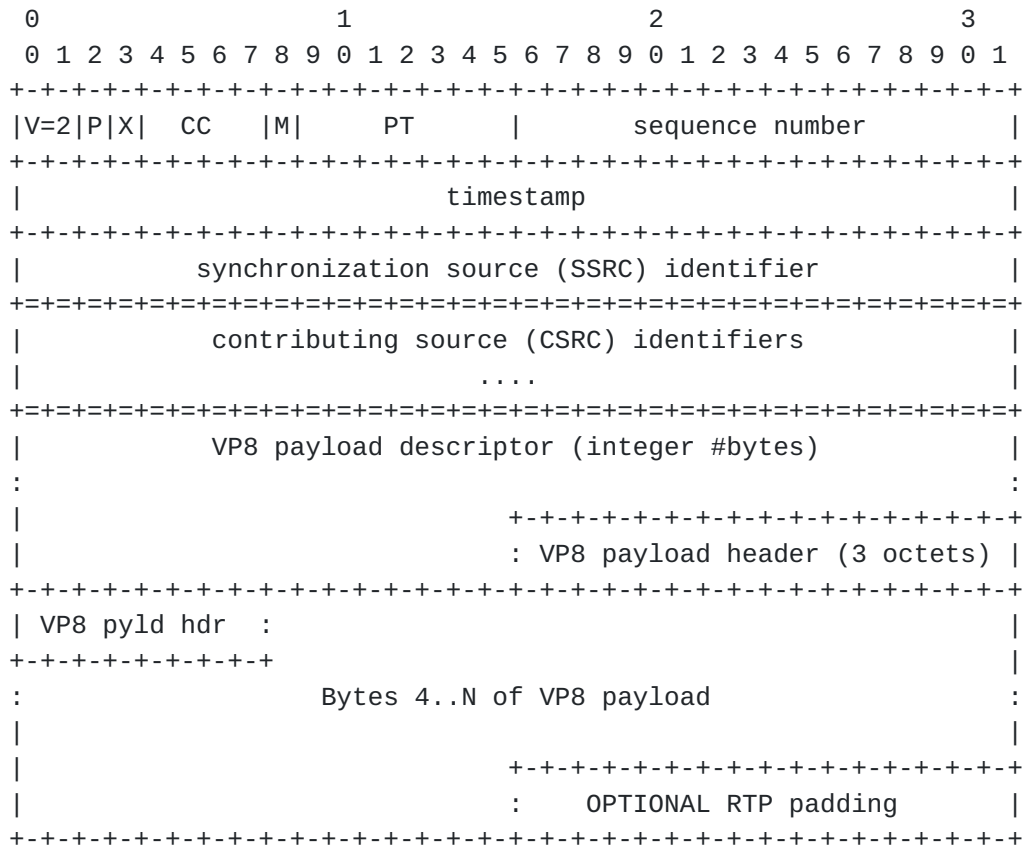 0                   1                   2                   3
 0 1 2 3 4 5 6 7 8 9 0 1 2 3 4 5 6 7 8 9 0 1 2 3 4 5 6 7 8 9 0 1
+-+-+-+-+-+-+-+-+-+-+-+-+-+-+-+-+-+-+-+-+-+-+-+-+-+-+-+-+-+-+-+-+
|V=2|P|X|  CC   |M|     PT      |       sequence number         |
+-+-+-+-+-+-+-+-+-+-+-+-+-+-+-+-+-+-+-+-+-+-+-+-+-+-+-+-+-+-+-+-+
|                           timestamp                           |
+-+-+-+-+-+-+-+-+-+-+-+-+-+-+-+-+-+-+-+-+-+-+-+-+-+-+-+-+-+-+-+-+
|           synchronization source (SSRC) identifier            |
+=+=+=+=+=+=+=+=+=+=+=+=+=+=+=+=+=+=+=+=+=+=+=+=+=+=+=+=+=+=+=+=+
|            contributing source (CSRC) identifiers             |
|                             ....                              |
+=+=+=+=+=+=+=+=+=+=+=+=+=+=+=+=+=+=+=+=+=+=+=+=+=+=+=+=+=+=+=+=+
|            VP8 payload descriptor (integer #bytes)            |
:                                                               :
|                               +-+-+-+-+-+-+-+-+-+-+-+-+-+-+-+-+
|                               : VP8 payload header (3 octets) |
+-+-+-+-+-+-+-+-+-+-+-+-+-+-+-+-+-+-+-+-+-+-+-+-+-+-+-+-+-+-+-+-+
| VP8 pyld hdr  :                                               |
+-+-+-+-+-+-+-+-+                                               |
:                   Bytes 4..N of VP8 payload                   :
|                                                               |
|                               +-+-+-+-+-+-+-+-+-+-+-+-+-+-+-+-+
|                               :    OPTIONAL RTP padding       |
+-+-+-+-+-+-+-+-+-+-+-+-+-+-+-+-+-+-+-+-+-+-+-+-+-+-+-+-+-+-+-+-+